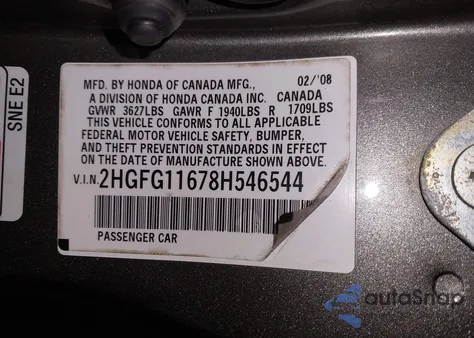 SNE E2
MFD. BY HONDA OF CANADA MFG., 02/'08
A DIVISION OF HONDA CANADA INC. CANADA
GVWR 3627LBS GAWR F 1940LBS R 1709LBS
THIS VEHICLE CONFORMS TO ALL APPLICABLE
FEDERAL MOTOR VEHICLE SAFETY, BUMPER,
AND THEFT PREVENTION STANDARDS IN EFFECT
ON THE DATE OF MANUFACTURE SHOWN ABOVE.
V.I.N. 2HGFG11678H546544
PASSENGER CAR
autoSnap